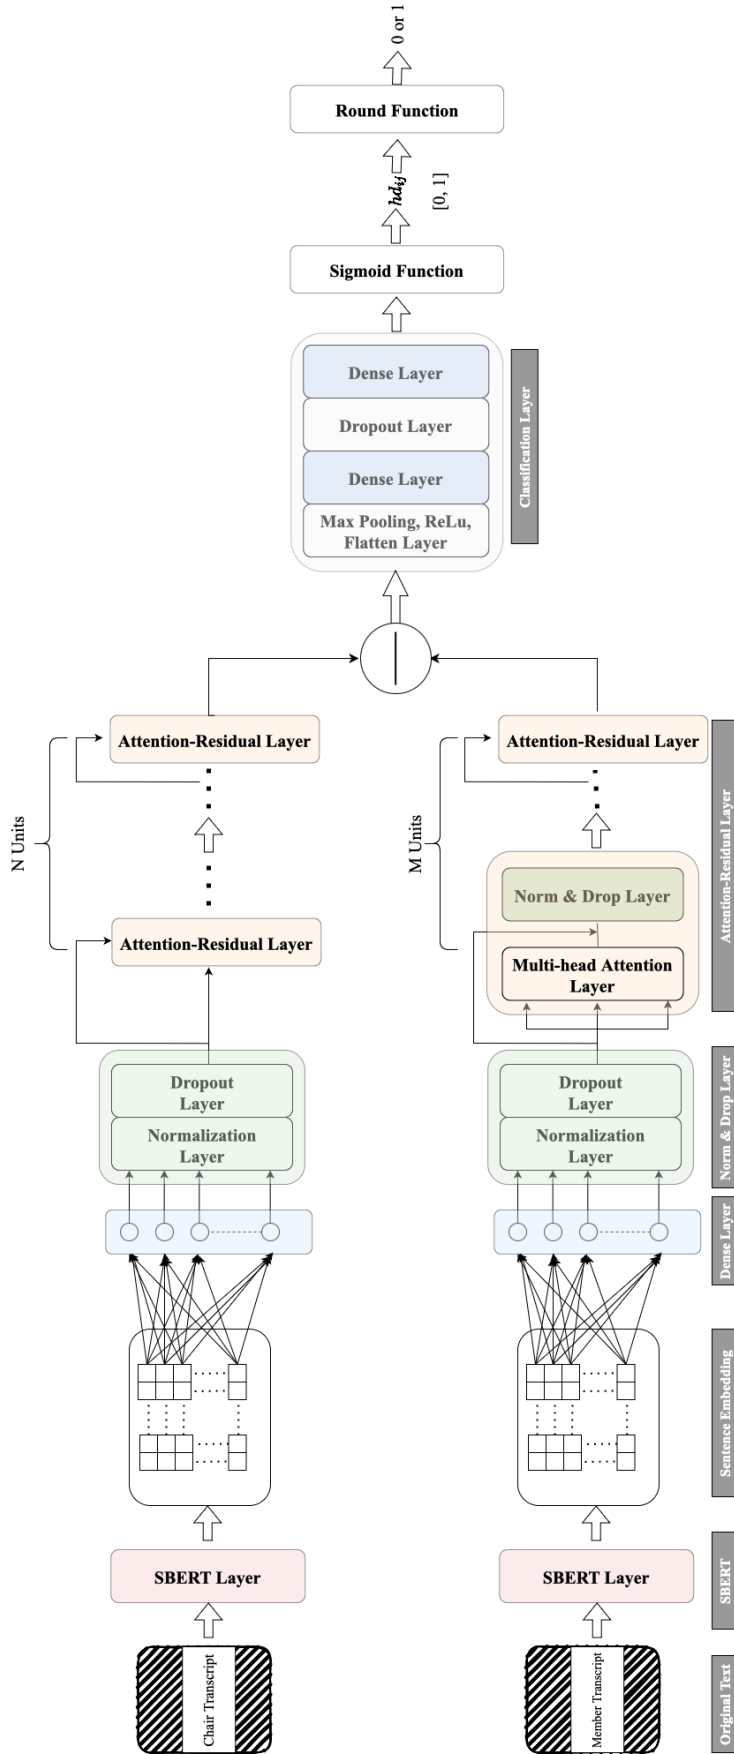 0 or 1
Round Function
hd_ij
[0, 1]
Sigmoid Function
Dense Layer
Dropout Layer
Dense Layer
Max Pooling, ReLu,
Flatten Layer
Classification Layer
Attention-Residual Layer
Attention-Residual Layer
N Units
M Units
Norm & Drop Layer
Attention-Residual Layer
Multi-head Attention
Layer
Attention-Residual Layer
Dropout
Layer
Normalization
Layer
Dropout
Layer
Normalization
Layer
Norm & Drop Layer
Dense Layer
Sentence Embedding
SBERT Layer
SBERT Layer
SBERT
Chair Transcript
Member Transcript
Original Text